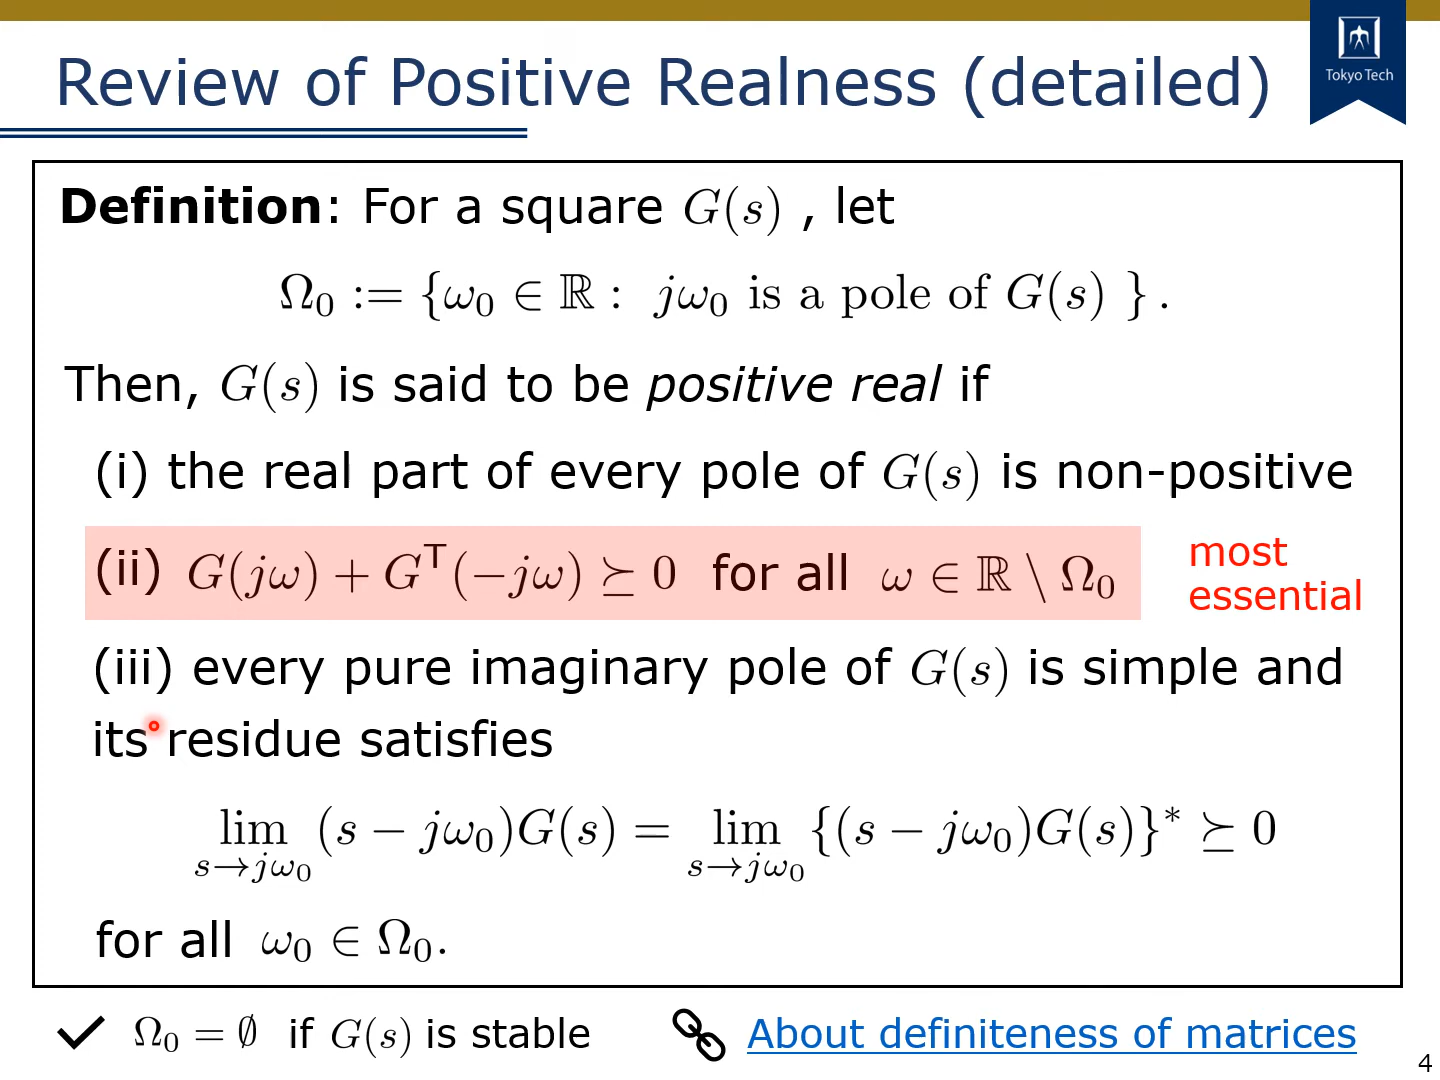 Review of Positive Realness (detailed)
Tokyo Tech
Definition: For a square G(s) , let
Ω₀ := {ω₀ ∈ ℝ : jω₀ is a pole of G(s) } .
Then, G(s) is said to be positive real if
(i) the real part of every pole of G(s) is non-positive
(ii) G(jω) + Gᵀ(−jω) ⪰ 0 for all ω ∈ ℝ \ Ω₀
most
essential
(iii) every pure imaginary pole of G(s) is simple and
its residue satisfies
lim_{s→jω₀} (s − jω₀)G(s) = lim_{s→jω₀} {(s − jω₀)G(s)}* ⪰ 0
for all ω₀ ∈ Ω₀.
Ω₀ = ∅ if G(s) is stable
About definiteness of matrices
4